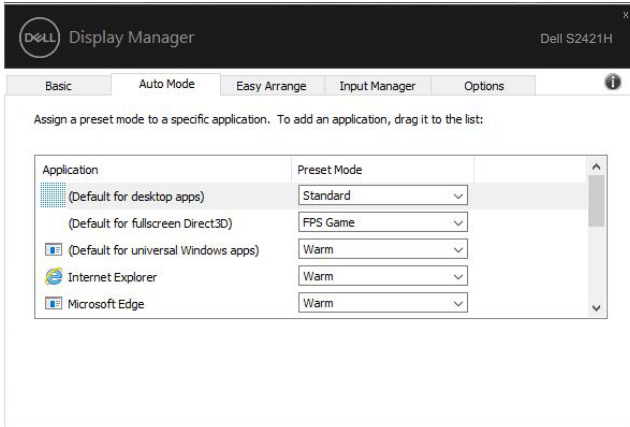 DELL Display Manager
x
Dell S2421H
Basic Auto Mode Easy Arrange Input Manager Options
Assign a preset mode to a specific application. To add an application, drag it to the list:
Application Preset Mode
(Default for desktop apps) Standard
(Default for fullscreen Direct3D) FPS Game
(Default for universal Windows apps) Warm
Internet Explorer Warm
Microsoft Edge Warm